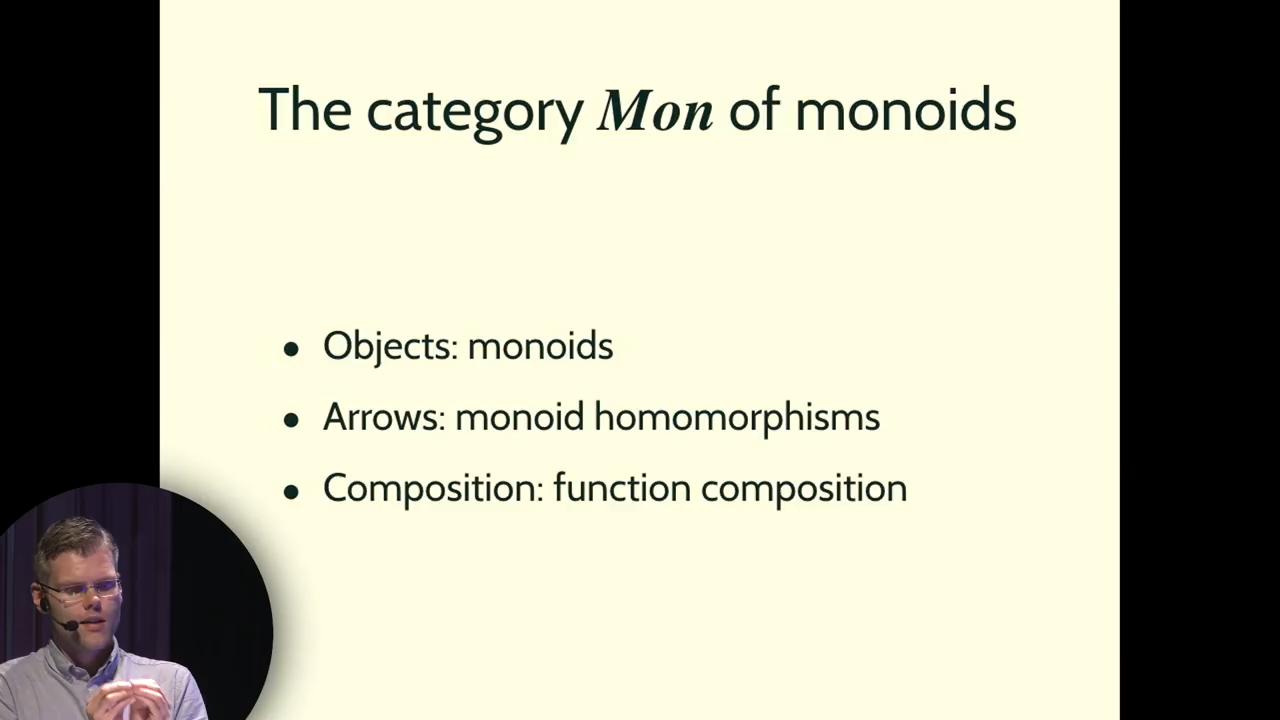 The category Mon of monoids
• Objects: monoids
• Arrows: monoid homomorphisms
• Composition: function composition